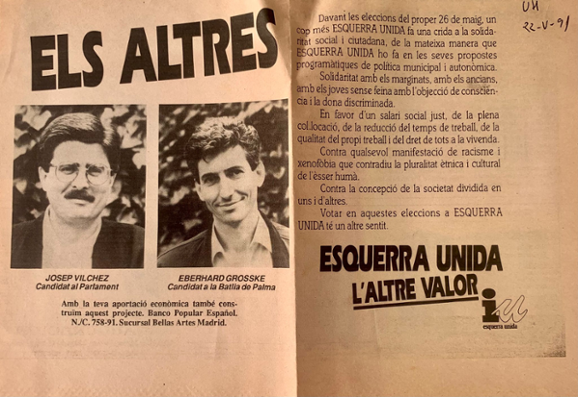 ELS ALTRES
JOSEP VILCHEZ
Candidat al Parlament
EBERHARD GROSSKE
Candidat a la Batlia de Palma
Amb la teva aportació econòmica també cons-
truim aquest projecte. Banco Popular Español.
N./C. 758-91. Sucursal Bellas Artes Madrid.
UH
22-V-91
Davant les eleccions del proper 26 de maig, un
cop més ESQUERRA UNIDA fa una crida a la solida-
ritat social i ciutadana, de la mateixa manera que
ESQUERRA UNIDA ho fa en les seves propostes
programàtiques de política municipal i autonòmica.
Solidaritat amb els marginats, amb els ancians,
amb els joves sense feina amb l'objecció de conscièn-
cia i la dona discriminada.
En favor d'un salari social just, de la plena
col.locació, de la reducció del temps de treball, de la
qualitat del propi treball i del dret de tots a la vivenda.
Contra qualsevol manifestació de racisme i
xenofòbia que contradiu la pluralitat ètnica i cultural
de l'ésser humà.
Contra la concepció de la societat dividida en
uns i d'altres.
Votar en aquestes eleccions a ESQUERRA
UNIDA té un altre sentit.
ESQUERRA UNIDA
L'ALTRE VALOR
iu
esquerra unida